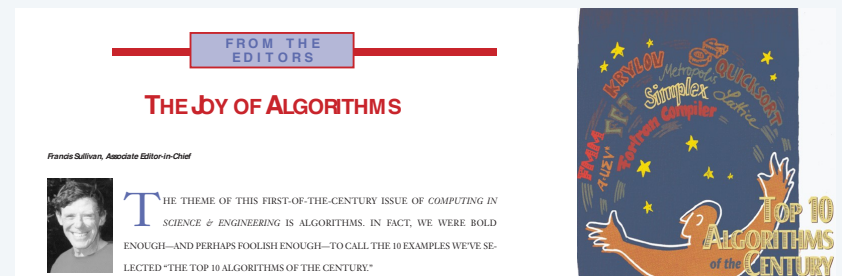 FROM THE
EDITORS
THE JOY OF ALGORITHMS
Francis Sullivan, Associate Editor-in-Chief
THE THEME OF THIS FIRST-OF-THE-CENTURY ISSUE OF COMPUTING IN
SCIENCE & ENGINEERING IS ALGORITHMS. IN FACT, WE WERE BOLD
ENOUGH—AND PERHAPS FOOLISH ENOUGH—TO CALL THE 10 EXAMPLES WE'VE SE-
LECTED “THE TOP 10 ALGORITHMS OF THE CENTURY.”
KRYLOV
Metropolis
QUICKSORT
Simplex
Lattice
FFT
Fortran Compiler
FMM
TOP 10
ALGORITHMS
of the CENTURY